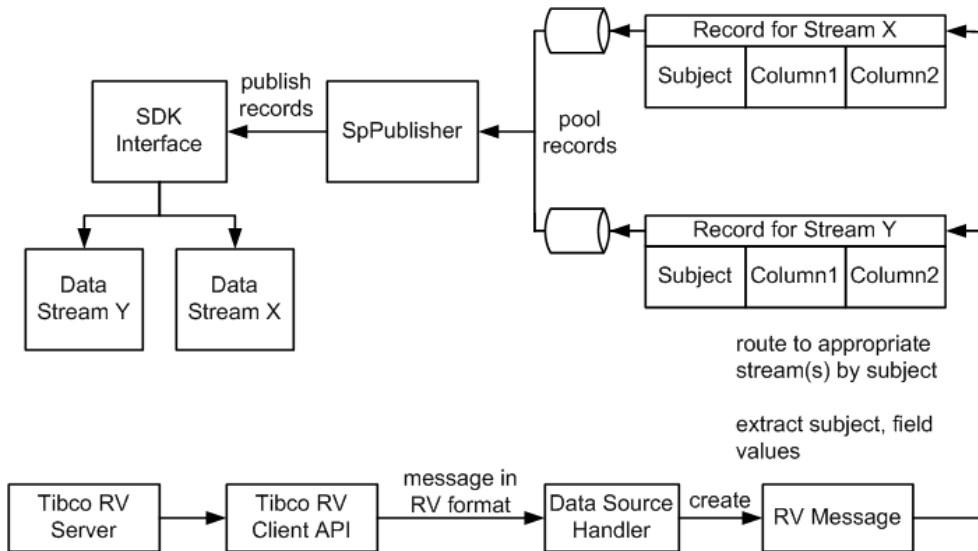 Record for Stream X
Subject
Column1
Column2
publish
records
SDK
Interface
SpPublisher
pool
records
Record for Stream Y
Subject
Column1
Column2
Data
Stream Y
Data
Stream X
route to appropriate
stream(s) by subject
extract subject, field
values
Tibco RV
Server
Tibco RV
Client API
message in
RV format
Data Source
Handler
create
RV Message